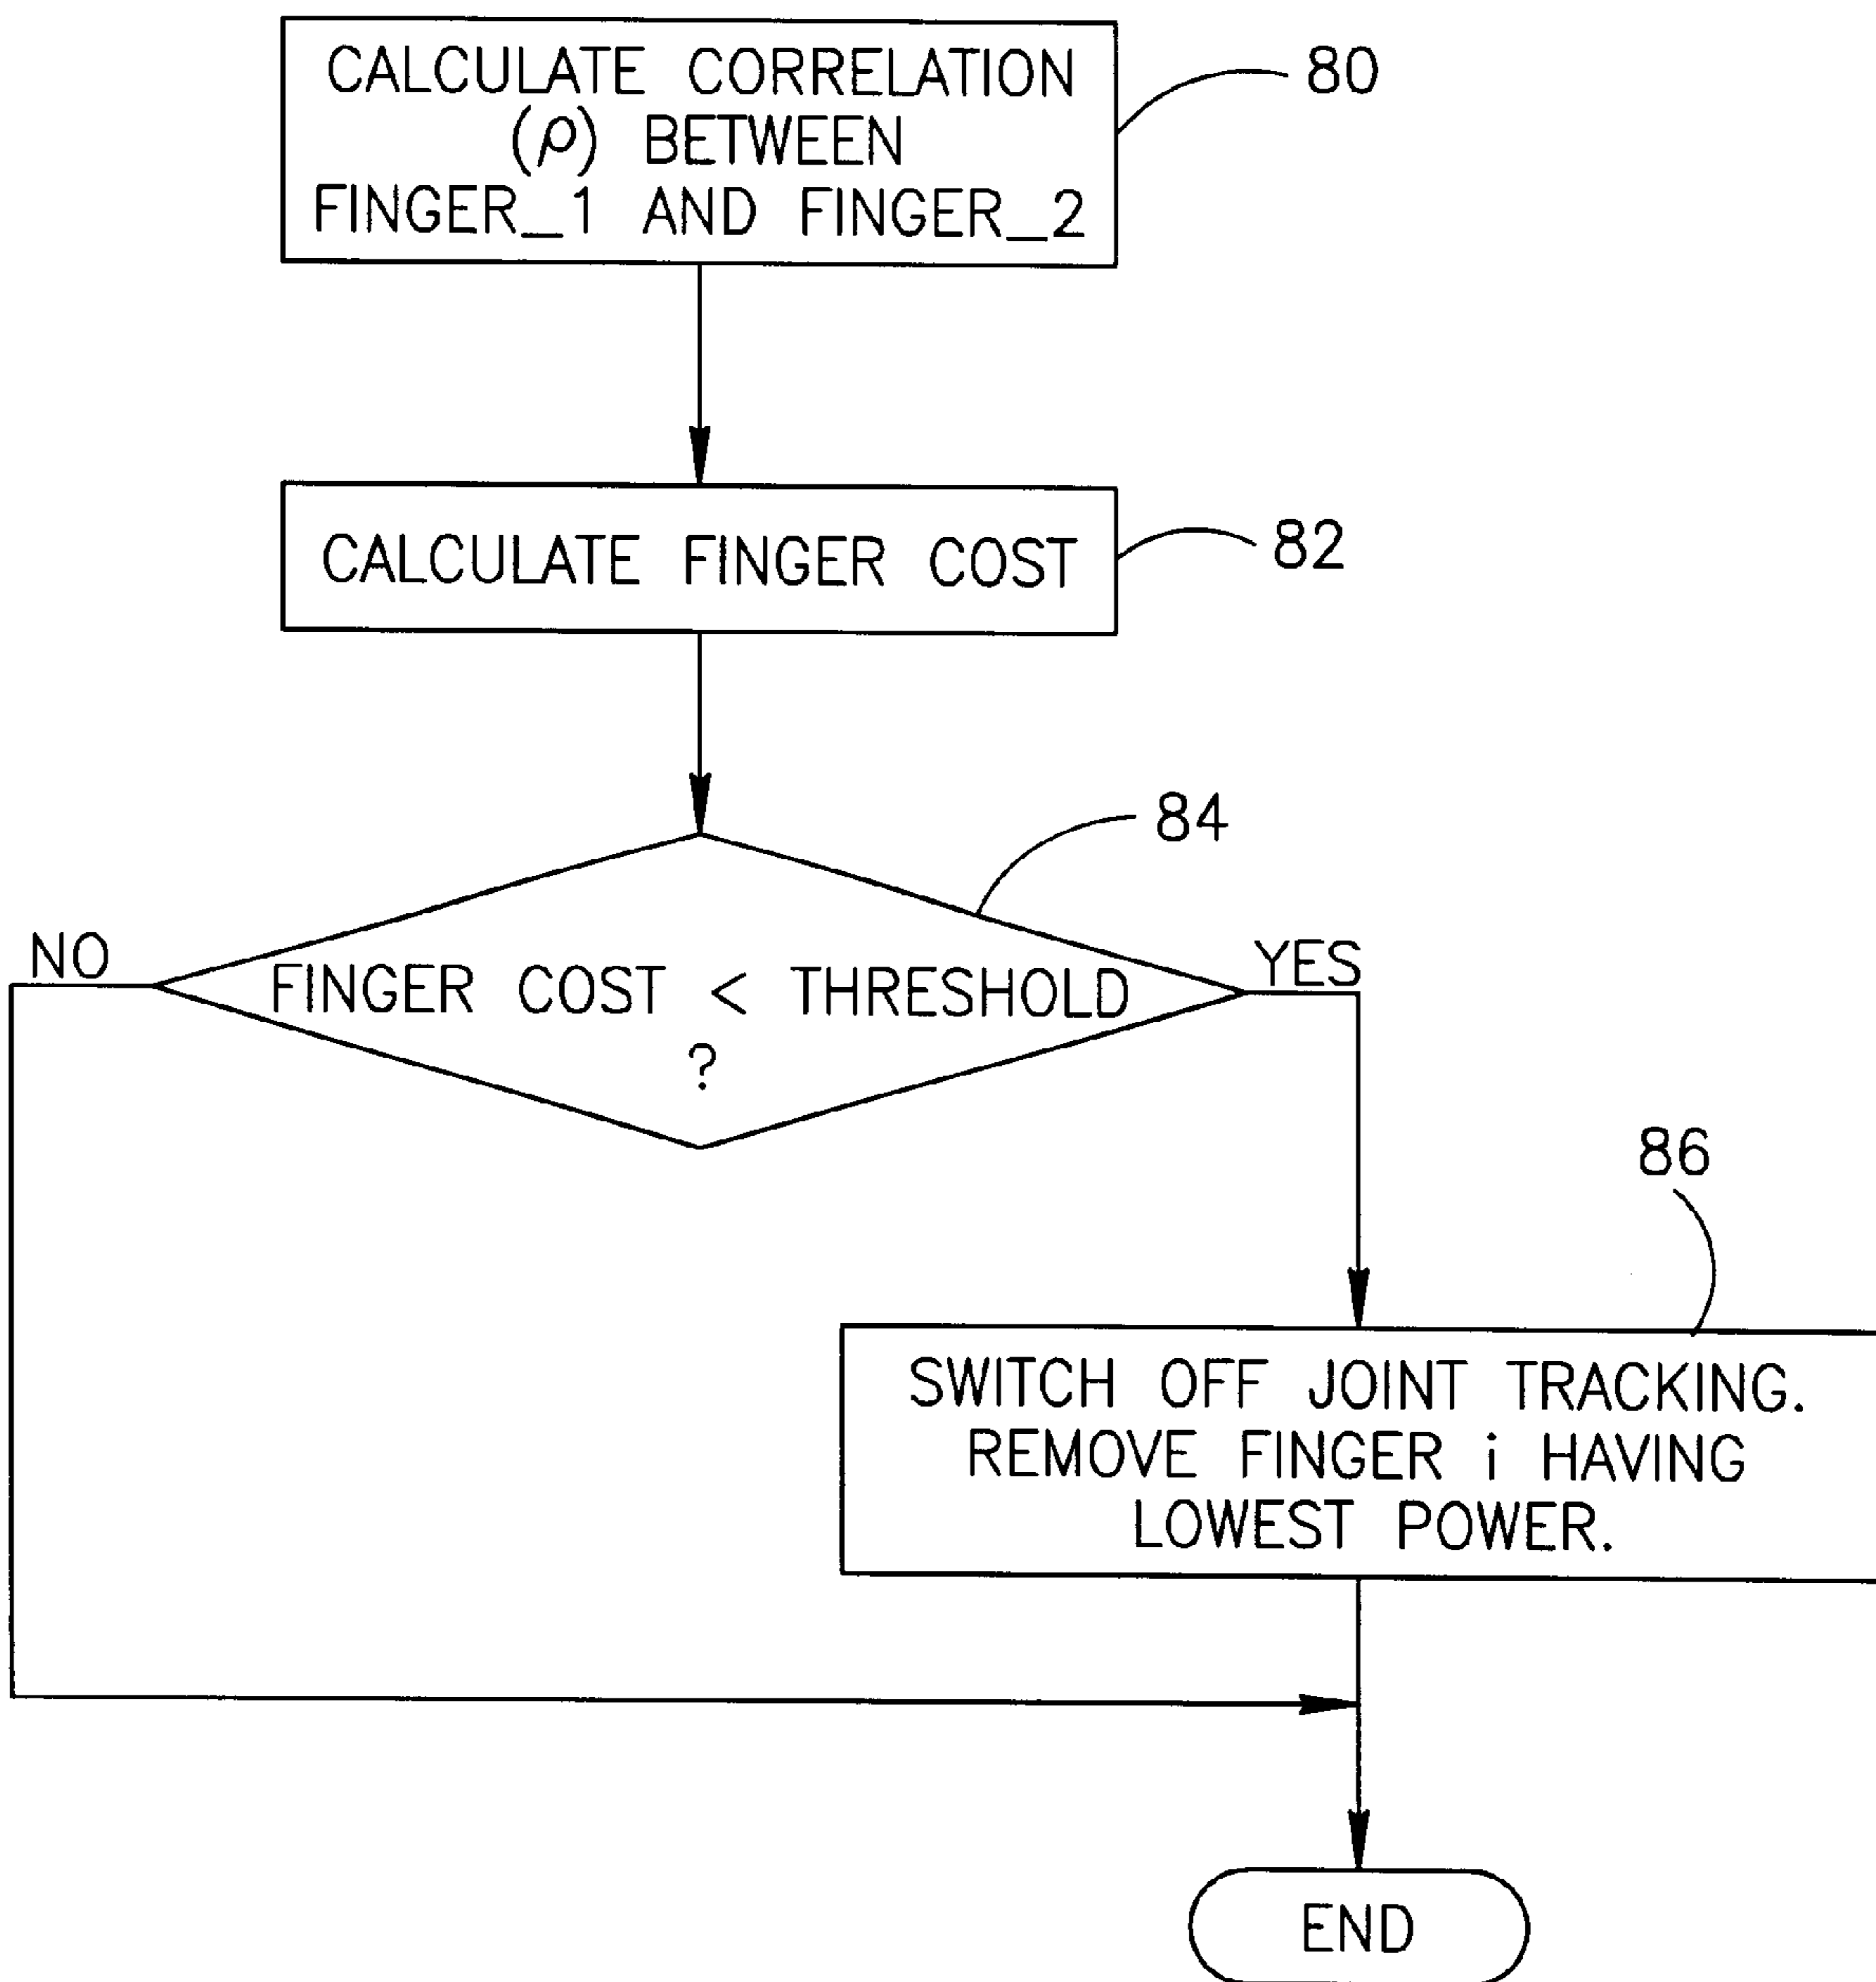 CALCULATE CORRELATION
(ρ) BETWEEN
FINGER_1 AND FINGER_2
80
CALCULATE FINGER COST
82
84
NO
FINGER COST < THRESHOLD
?
YES
86
SWITCH OFF JOINT TRACKING.
REMOVE FINGER i HAVING
LOWEST POWER.
END